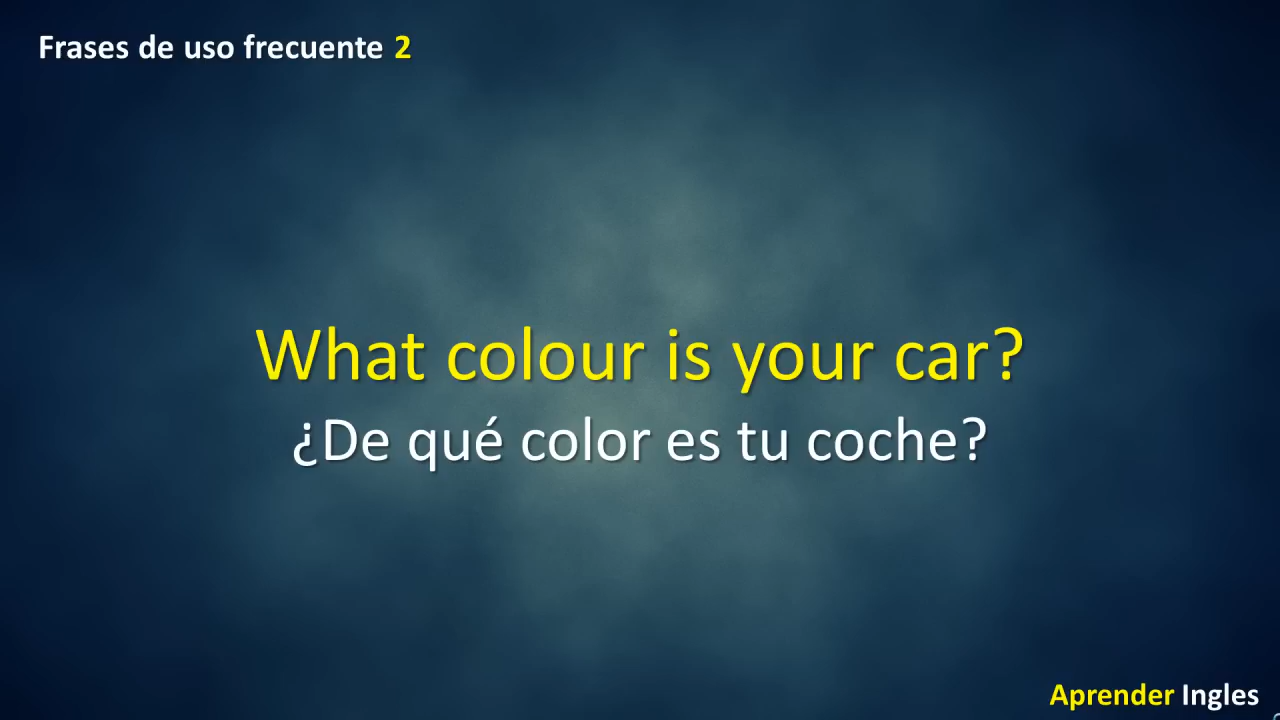 Frases de uso frecuente 2
What colour is your car?
¿De qué color es tu coche?
Aprender Ingles